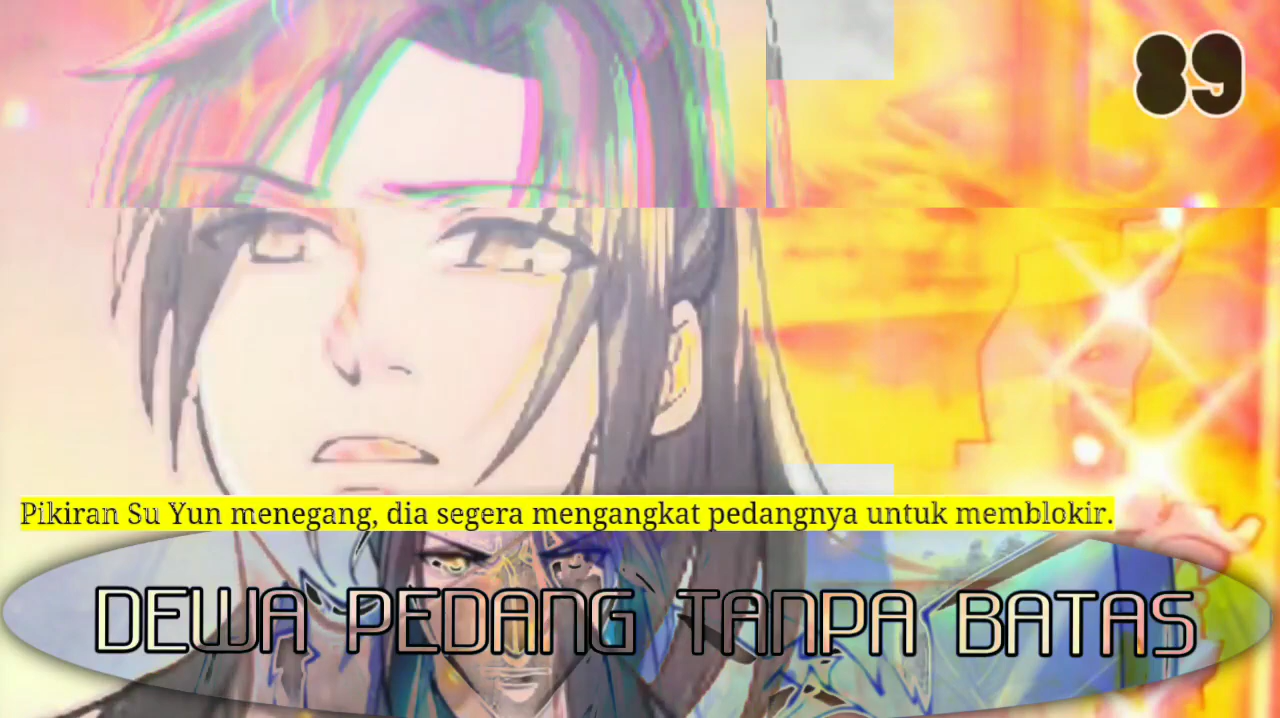 89
Pikiran Su Yun menegang, dia segera mengangkat pedangnya untuk memblokir.
DEWA PEDANG TANPA BATAS